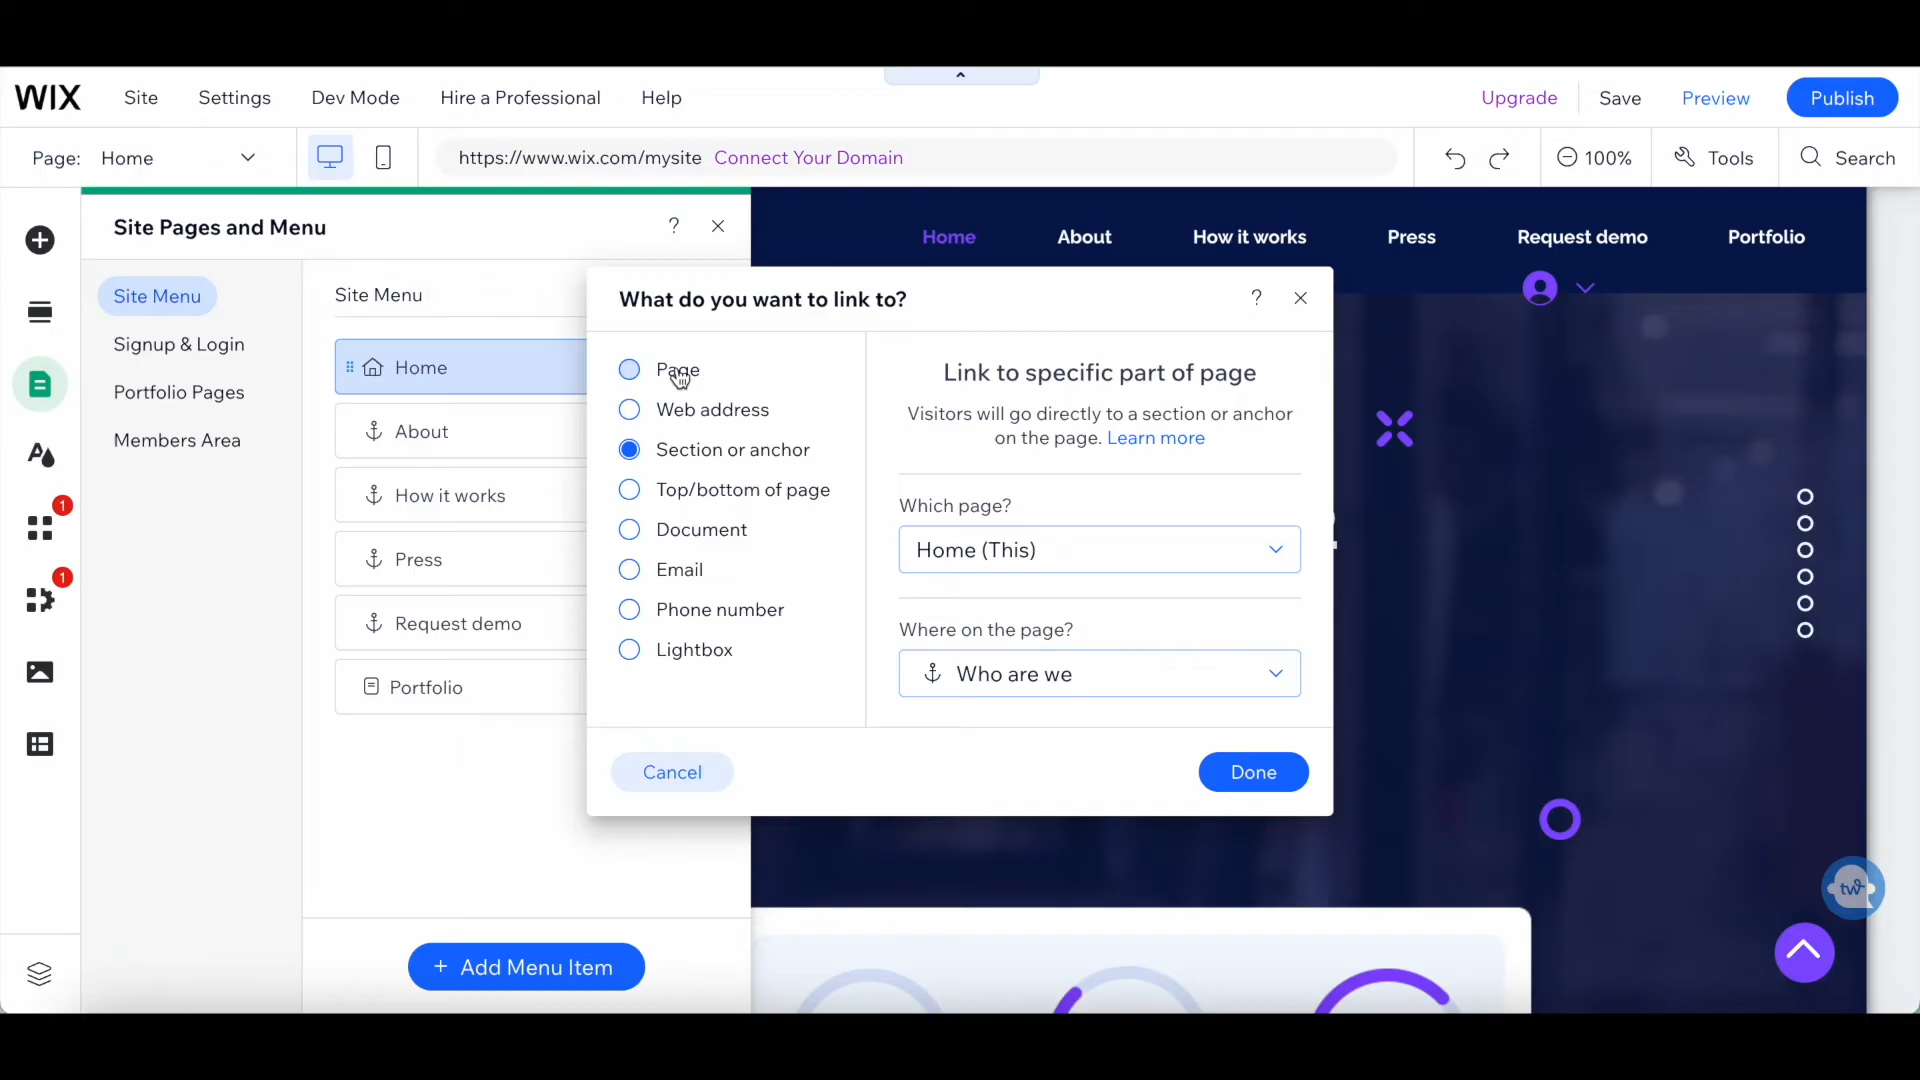 WIX Site Settings Dev Mode Hire a Professional Help Upgrade Save Preview Publish
Page: Home https://www.wix.com/mysite Connect Your Domain 100% Tools Search
Site Pages and Menu ?
Home About How it works Press Request demo Portfolio
Site Menu
Signup & Login
Portfolio Pages
Members Area
Site Menu
Home
About
How it works
Press
Request demo
Portfolio
+ Add Menu Item
1
1
What do you want to link to? ?
Page
Web address
Section or anchor
Top/bottom of page
Document
Email
Phone number
Lightbox
Link to specific part of page
Visitors will go directly to a section or anchor
on the page. Learn more
Which page?
Home (This)
Where on the page?
Who are we
Cancel Done
tw